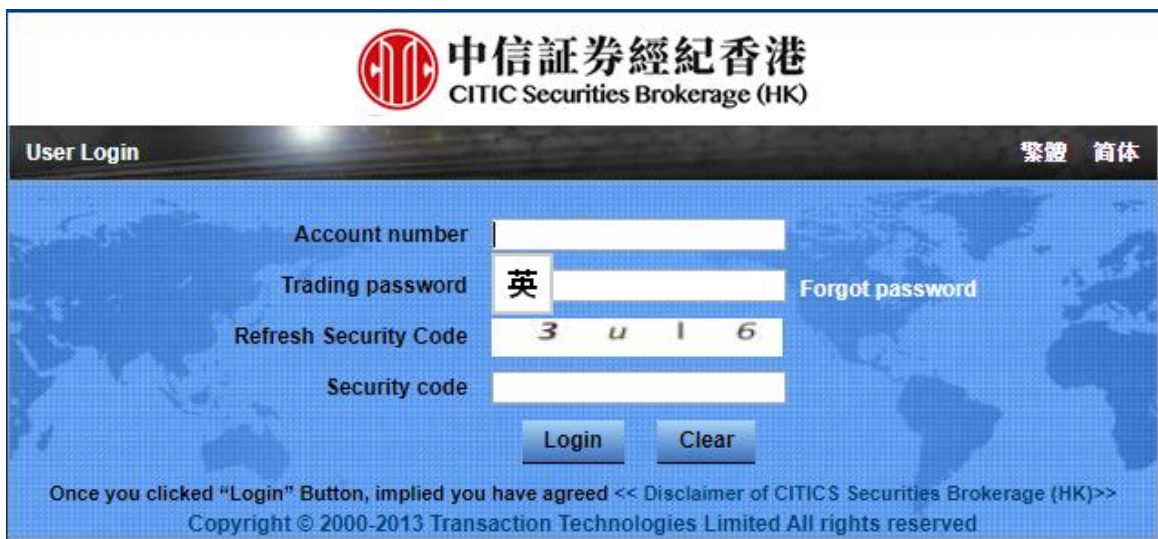 中信証券經紀香港
CITIC Securities Brokerage (HK)
User Login 繁體 简体
Account number
Trading password 英 Forgot password
Refresh Security Code 3 u l 6
Security code
Login Clear
Once you clicked “Login” Button, implied you have agreed << Disclaimer of CITICS Securities Brokerage (HK)>>
Copyright © 2000-2013 Transaction Technologies Limited All rights reserved